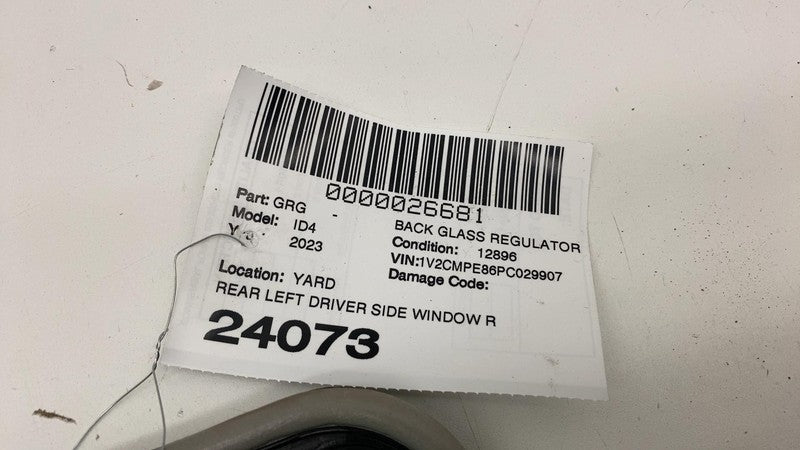 0000026681
Part: GRG - BACK GLASS REGULATOR
Model: ID4 Condition: 12896
2023 VIN:1V2CMPE86PC029907
Damage Code:
Location: YARD
REAR LEFT DRIVER SIDE WINDOW R
24073